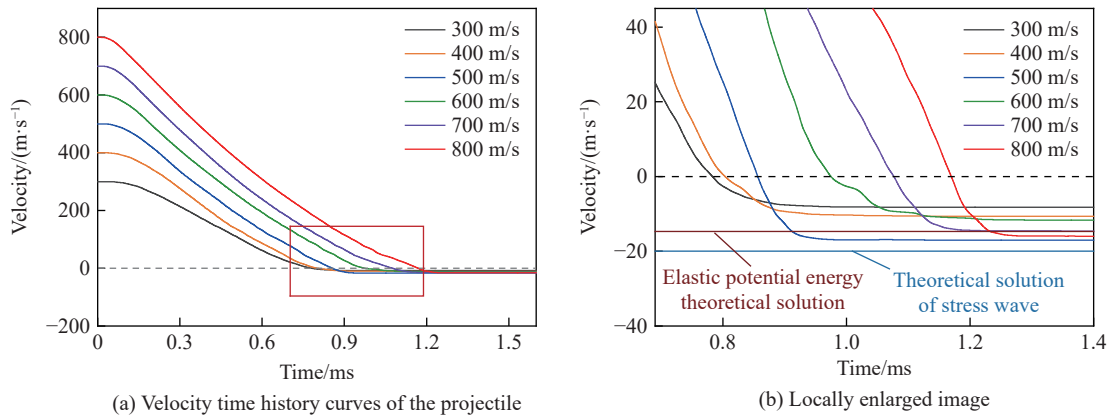 800
600
400
200
0
−200
Velocity/(m·s⁻¹)
300 m/s
400 m/s
500 m/s
600 m/s
700 m/s
800 m/s
0
0.3
0.6
0.9
1.2
1.5
Time/ms
(a) Velocity time history curves of the projectile
40
20
0
−20
−40
Velocity/(m·s⁻¹)
300 m/s
400 m/s
500 m/s
600 m/s
700 m/s
800 m/s
Elastic potential energy
theoretical solution
Theoretical solution
of stress wave
0.8
1.0
1.2
1.4
Time/ms
(b) Locally enlarged image